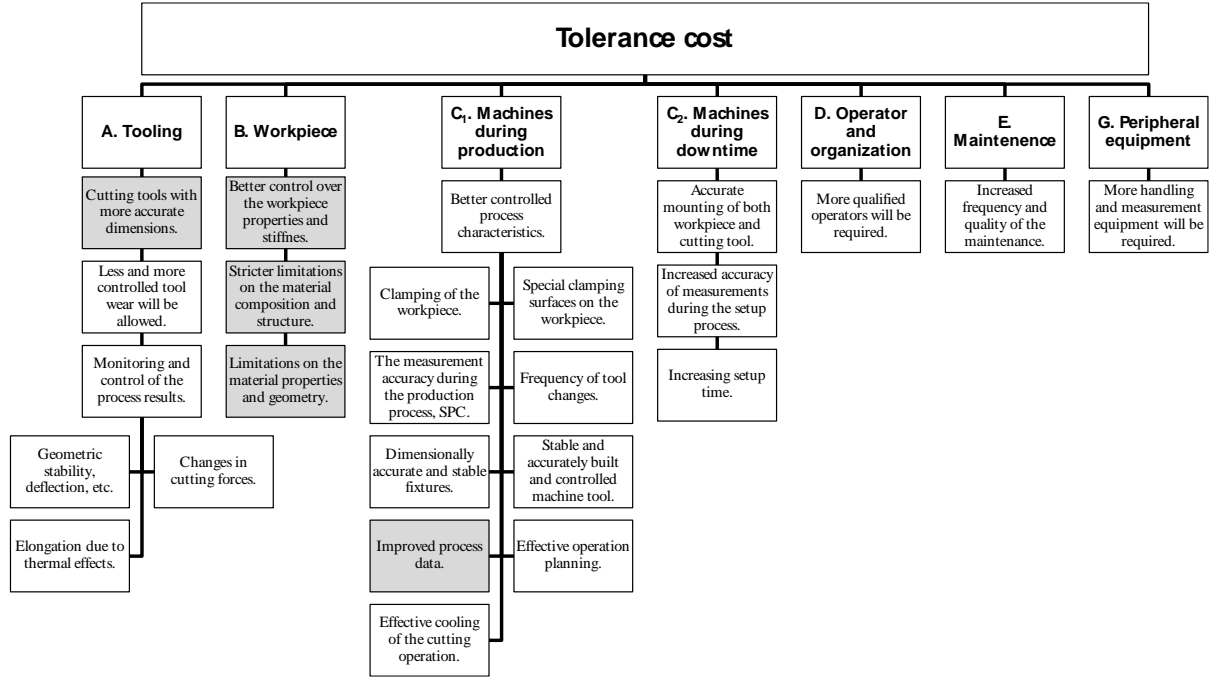 Tolerance cost
A. Tooling
Cutting tools with
more accurate
dimensions.
Less and more
controlled tool
wear will be
allowed.
Monitoring and
control of the
process results.
Geometric
stability,
deflection, etc.
Changes in
cutting forces.
Elongation due to
thermal effects.
B. Workpiece
Better control over
the workpiece
properties and
stiffnes.
Stricter limitations
on the material
composition and
structure.
Limitations on the
material properties
and geometry.
C₁. Machines
during
production
Better controlled
process
characteristics.
Clamping of the
workpiece.
Special clamping
surfaces on the
workpiece.
The measurement
accuracy during
the production
process, SPC.
Frequency of tool
changes.
Dimensionally
accurate and stable
fixtures.
Stable and
accurately built
and controlled
machine tool.
Improved process
data.
Effective operation
planning.
Effective cooling
of the cutting
operation.
C₂. Machines
during
downtime
Accurate
mounting of both
workpiece and
cutting tool.
Increased accuracy
of measurements
during the setup
process.
Increasing setup
time.
D. Operator
and
organization
More qualified
operators will be
required.
E.
Maintenence
Increased
frequency and
quality of the
maintenance.
G. Peripheral
equipment
More handling
and measurement
equipment will be
required.